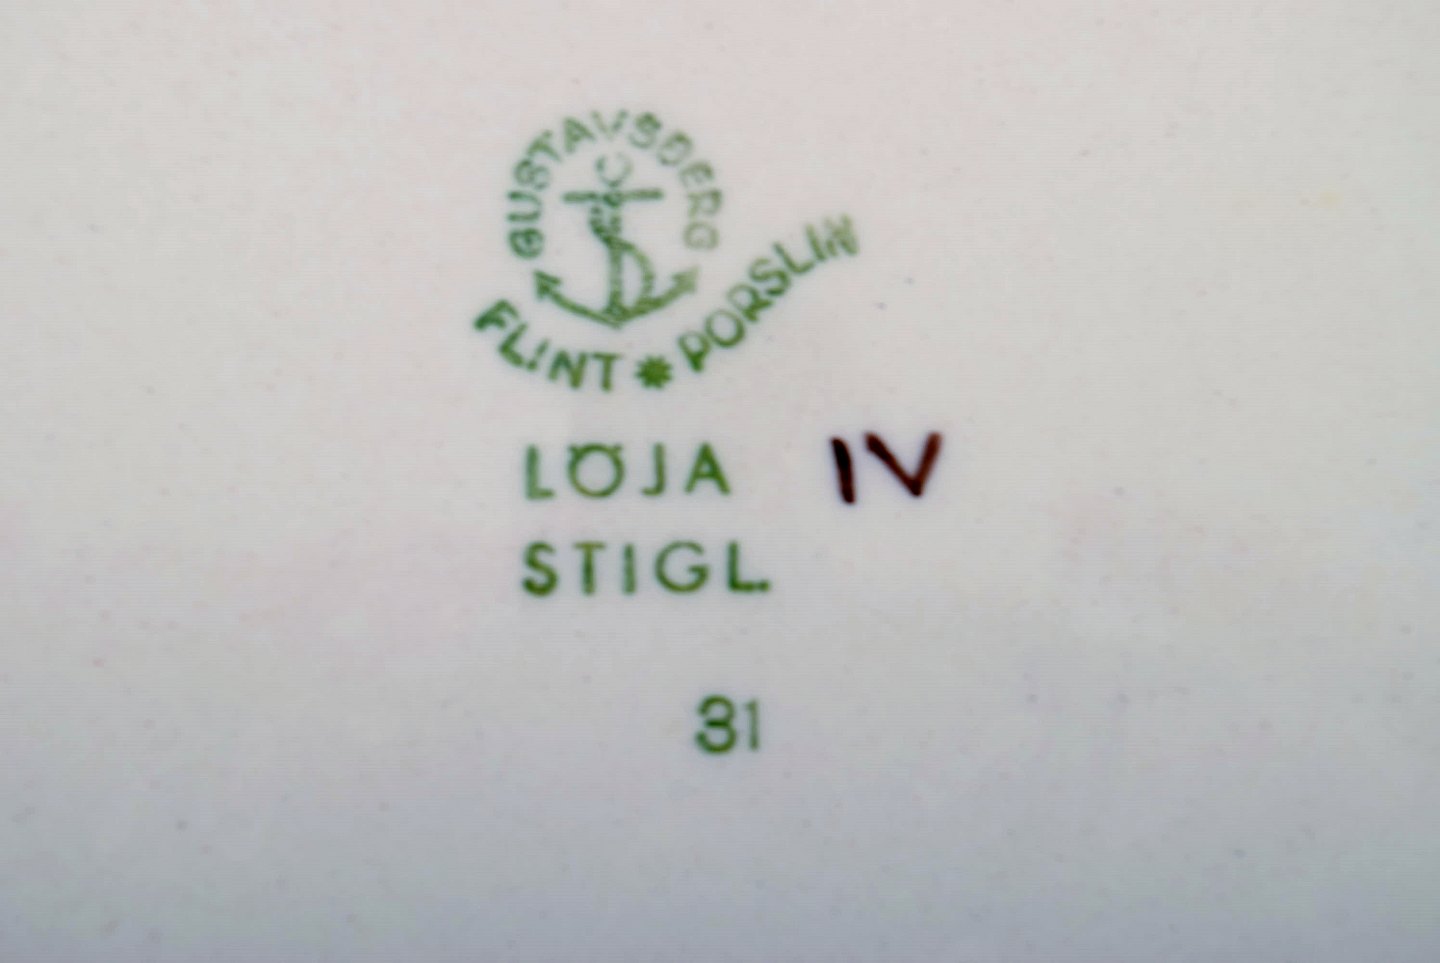 GUSTAVSBERG
FLINT * PORSLIN
LÖJA IV
STIGL.
31